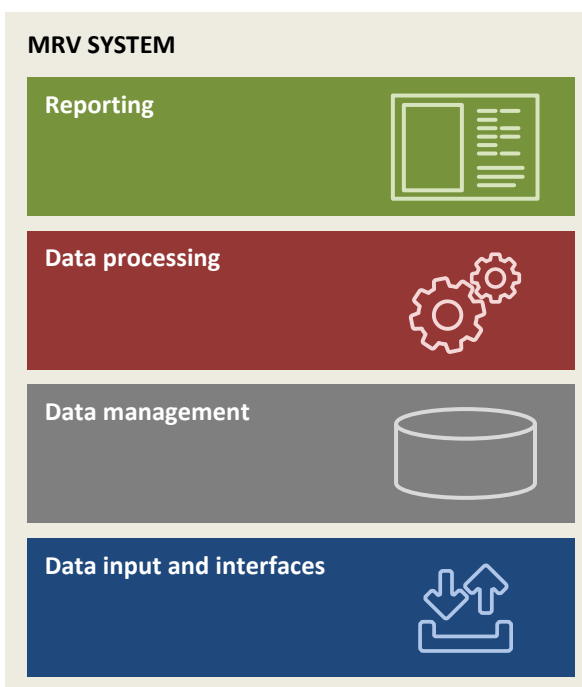 MRV SYSTEM
Reporting
Data processing
Data management
Data input and interfaces